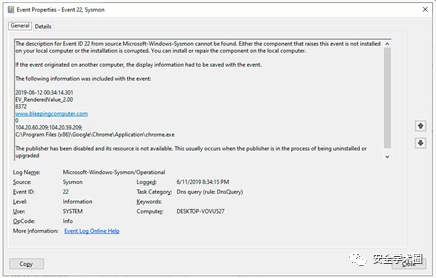 Event Properties - Event 22, Sysmon
General Details
The description for Event ID 22 from source Microsoft-Windows-Sysmon cannot be found. Either the component that raises this event is not installed
on your local computer or the installation is corrupted. You can install or repair the component on the local computer.
If the event originated on another computer, the display information had to be saved with the event.
The following information was included with the event:
2019-06-12 00:34:14.301
EV_RenderedValue_2.00
8372
www.bleepingcomputer.com
0
104.20.60.209;104.20.59.209;
C:\Program Files (x86)\Google\Chrome\Application\chrome.exe
The publisher has been disabled and its resource is not available. This usually occurs when the publisher is in the process of being uninstalled or
upgraded
Log Name: Microsoft-Windows-Sysmon/Operational
Source: Sysmon Logged: 6/11/2019 8:34:15 PM
Event ID: 22 Task Category: Dns query (rule: DnsQuery)
Level: Information Keywords:
User: SYSTEM Computer: DESKTOP-VOVU527
OpCode: Info
More Information: Event Log Online Help
Copy 安全学术圈